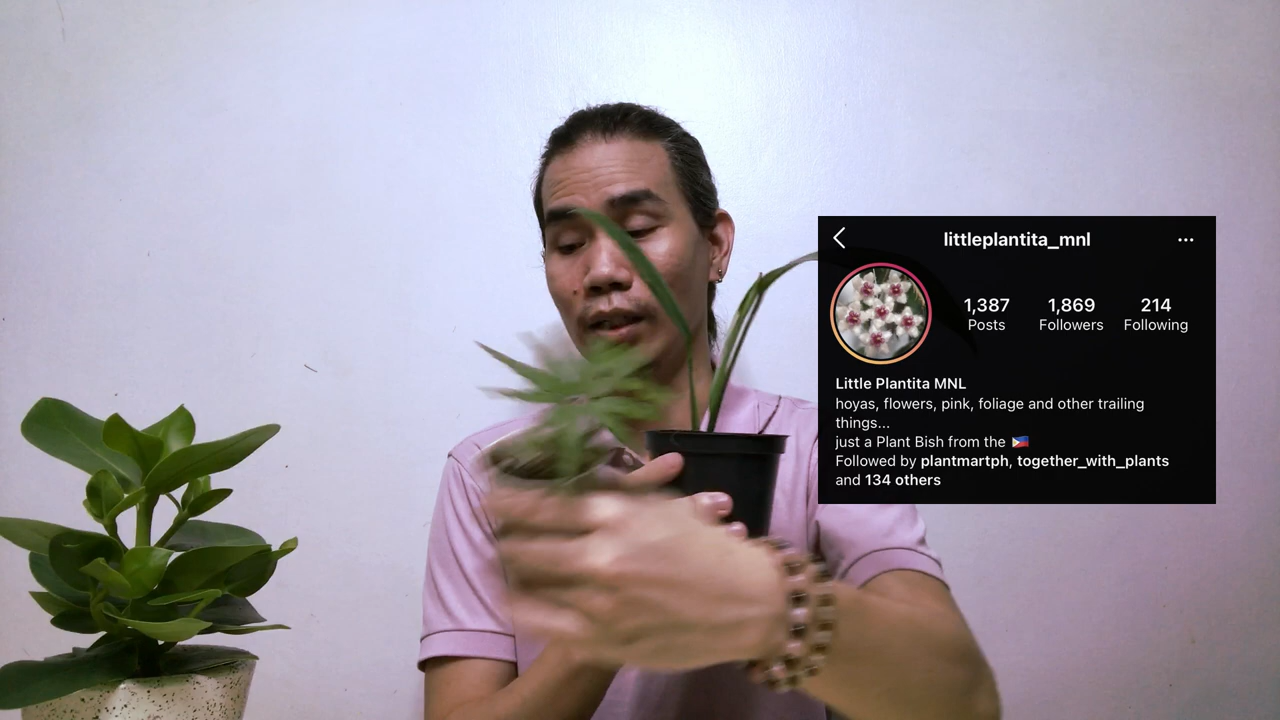 littleplantita_mnl
1,387 1,869 214
Posts Followers Following
Little Plantita MNL
hoyas, flowers, pink, foliage and other trailing
things...
just a Plant Bish from the 🇵🇭
Followed by plantmartph, together_with_plants
and 134 others